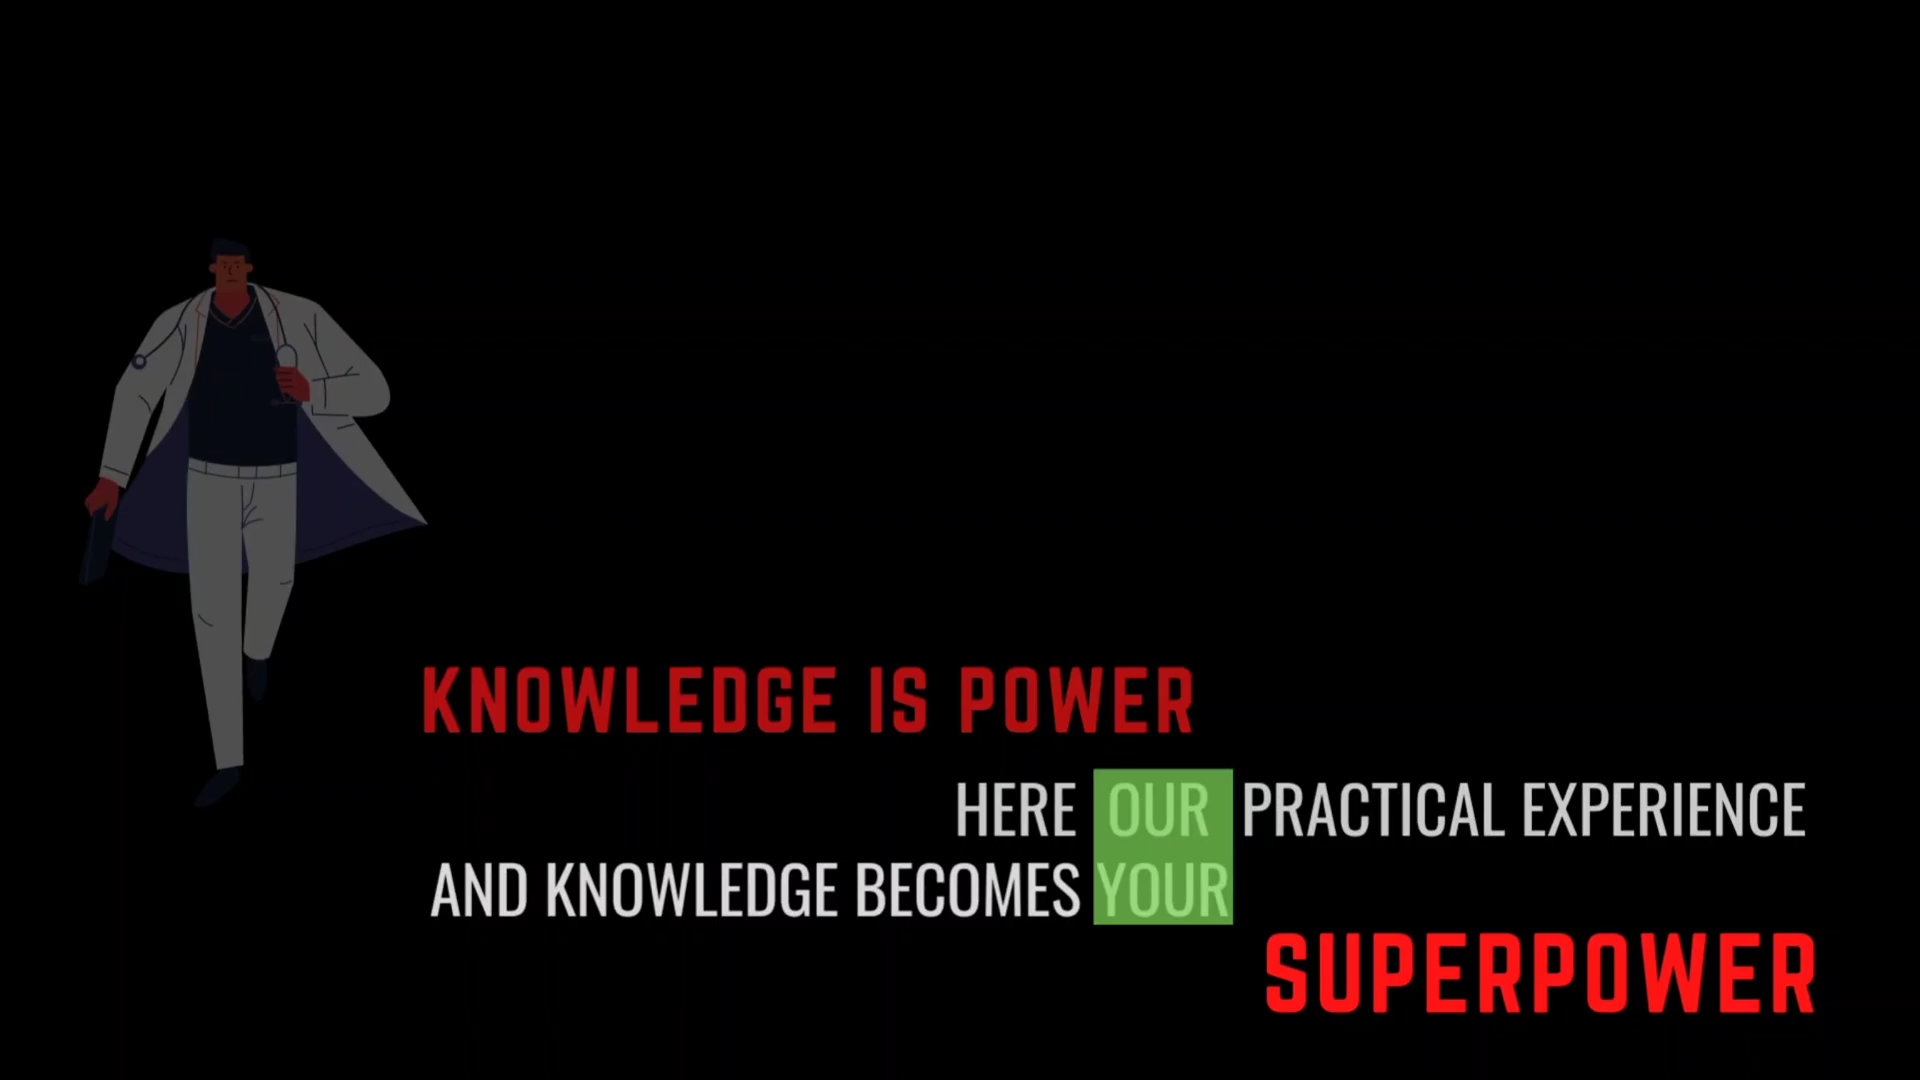 KNOWLEDGE IS POWER
HERE OUR PRACTICAL EXPERIENCE
AND KNOWLEDGE BECOMES YOUR
SUPERPOWER